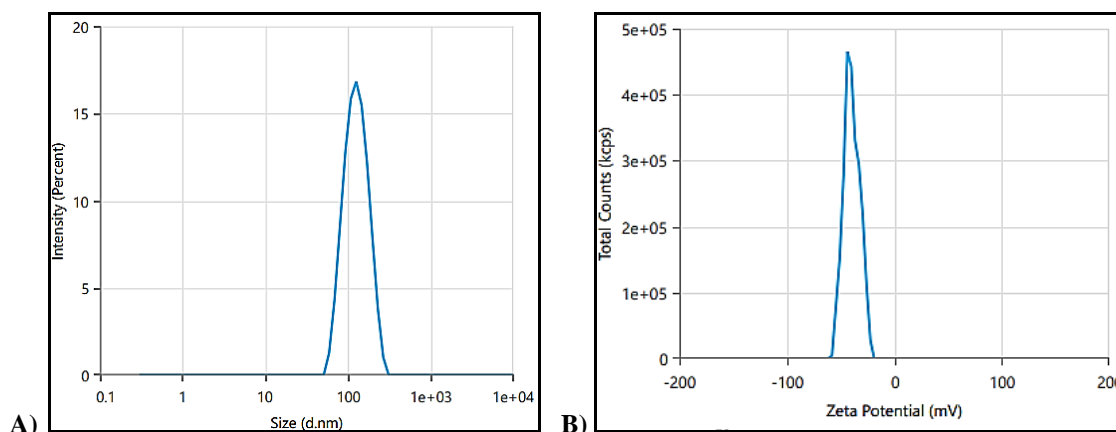 20
15
10
5
0
Intensity (Percent)
0.1 1 10 100 1e+03 1e+04
Size (d.nm)
A)
5e+05
4e+05
3e+05
2e+05
1e+05
0
Total Counts (kcps)
-200 -100 0 100 200
Zeta Potential (mV)
B)